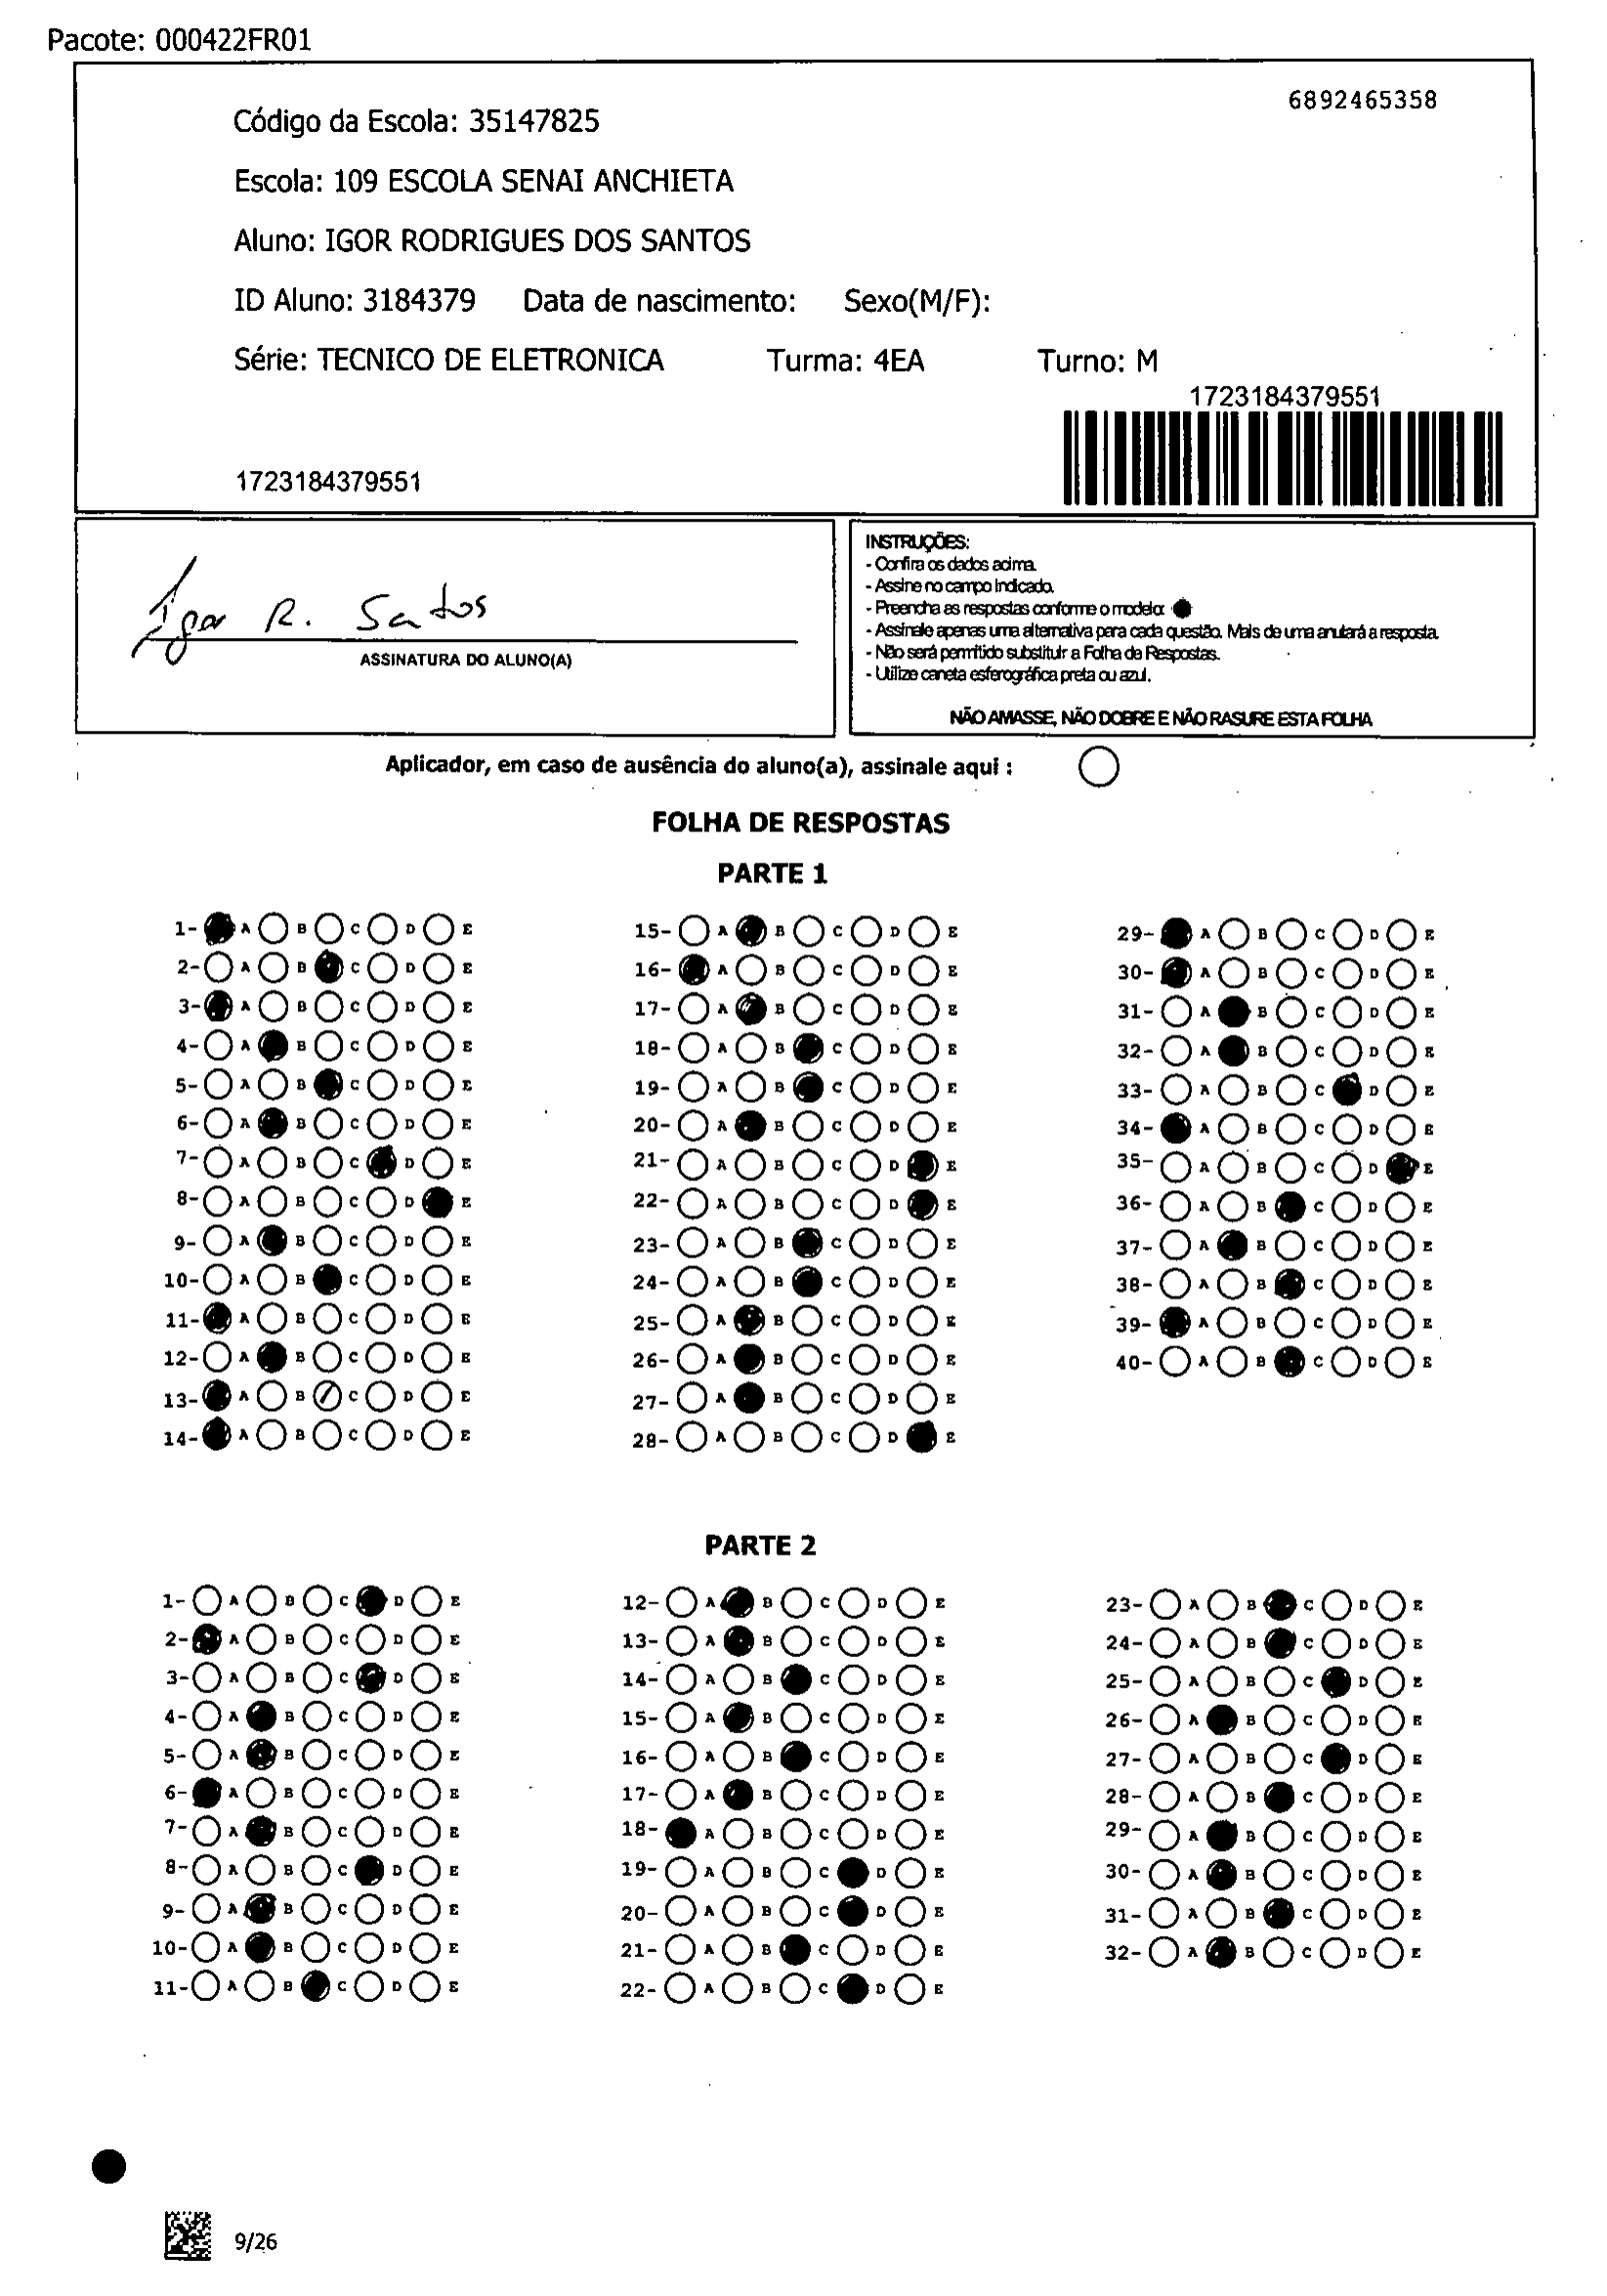 Pacote: 000422FR01
6892465358
Código da Escola: 35147825
Escola: 109 ESCOLA SENAI ANCHIETA
Aluno: IGOR RODRIGUES DOS SANTOS
ID Aluno: 3184379 Data de nascimento: Sexo(M/F):
Série: TECNICO DE ELETRONICA Turma: 4EA Turno: M
1723184379551
1723184379551
Igor R. Santos
ASSINATURA DO ALUNO(A)
INSTRUÇÕES:
- Confira os dados acima.
- Assine no campo indicado.
- Preencha as respostas conforme o modelo:
- Assinale apenas uma alternativa para cada questão. Mais de uma anulará a resposta.
- Não será permitido substituir a Folha de Respostas.
- Utilize caneta esferográfica preta ou azul.
NÃO AMASSE, NÃO DOBRE E NÃO RASURE ESTA FOLHA
Aplicador, em caso de ausência do aluno(a), assinale aqui :
FOLHA DE RESPOSTAS
PARTE 1
1- A B C D E 15- A B C D E 29- A B C D E
2- A B C D E 16- A B C D E 30- A B C D E
3- A B C D E 17- A B C D E 31- A B C D E
4- A B C D E 18- A B C D E 32- A B C D E
5- A B C D E 19- A B C D E 33- A B C D E
6- A B C D E 20- A B C D E 34- A B C D E
7- A B C D E 21- A B C D E 35- A B C D E
8- A B C D E 22- A B C D E 36- A B C D E
9- A B C D E 23- A B C D E 37- A B C D E
10- A B C D E 24- A B C D E 38- A B C D E
11- A B C D E 25- A B C D E 39- A B C D E
12- A B C D E 26- A B C D E 40- A B C D E
13- A B C D E 27- A B C D E
14- A B C D E 28- A B C D E
PARTE 2
1- A B C D E 12- A B C D E 23- A B C D E
2- A B C D E 13- A B C D E 24- A B C D E
3- A B C D E 14- A B C D E 25- A B C D E
4- A B C D E 15- A B C D E 26- A B C D E
5- A B C D E 16- A B C D E 27- A B C D E
6- A B C D E 17- A B C D E 28- A B C D E
7- A B C D E 18- A B C D E 29- A B C D E
8- A B C D E 19- A B C D E 30- A B C D E
9- A B C D E 20- A B C D E 31- A B C D E
10- A B C D E 21- A B C D E 32- A B C D E
11- A B C D E 22- A B C D E
9/26